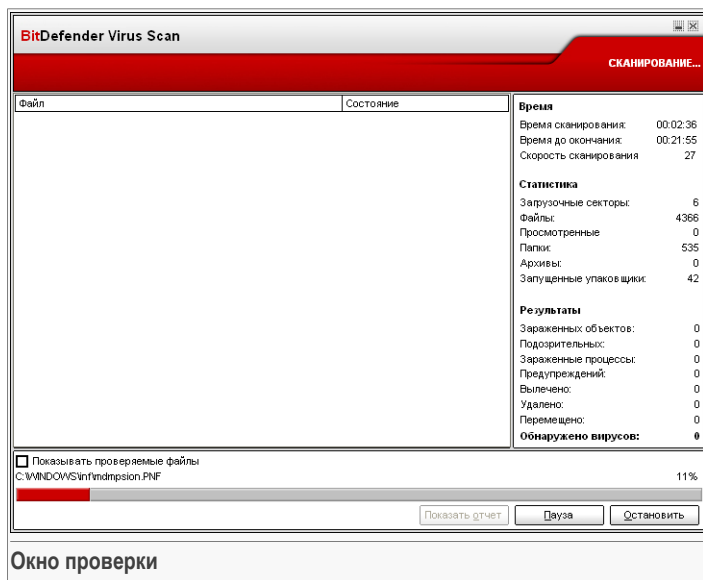 BitDefender Virus Scan
СКАНИРОВАНИЕ...
Файл Состояние
Время
Время сканирования: 00:02:36
Время до окончания: 00:21:55
Скорость сканирования 27
Статистика
Загрузочные секторы: 6
Файлы: 4366
Просмотренные 0
Папки: 535
Архивы: 0
Запущенные упаковщики: 42
Результаты
Зараженных объектов: 0
Подозрительных: 0
Зараженные процессы: 0
Предупреждений: 0
Вылечено: 0
Удалено: 0
Перемещено: 0
Обнаружено вирусов: 0
Показывать проверяемые файлы
C:\WINDOWS\inf\mdmpsion.PNF 11%
Показать отчет Пауза Остановить
Окно проверки